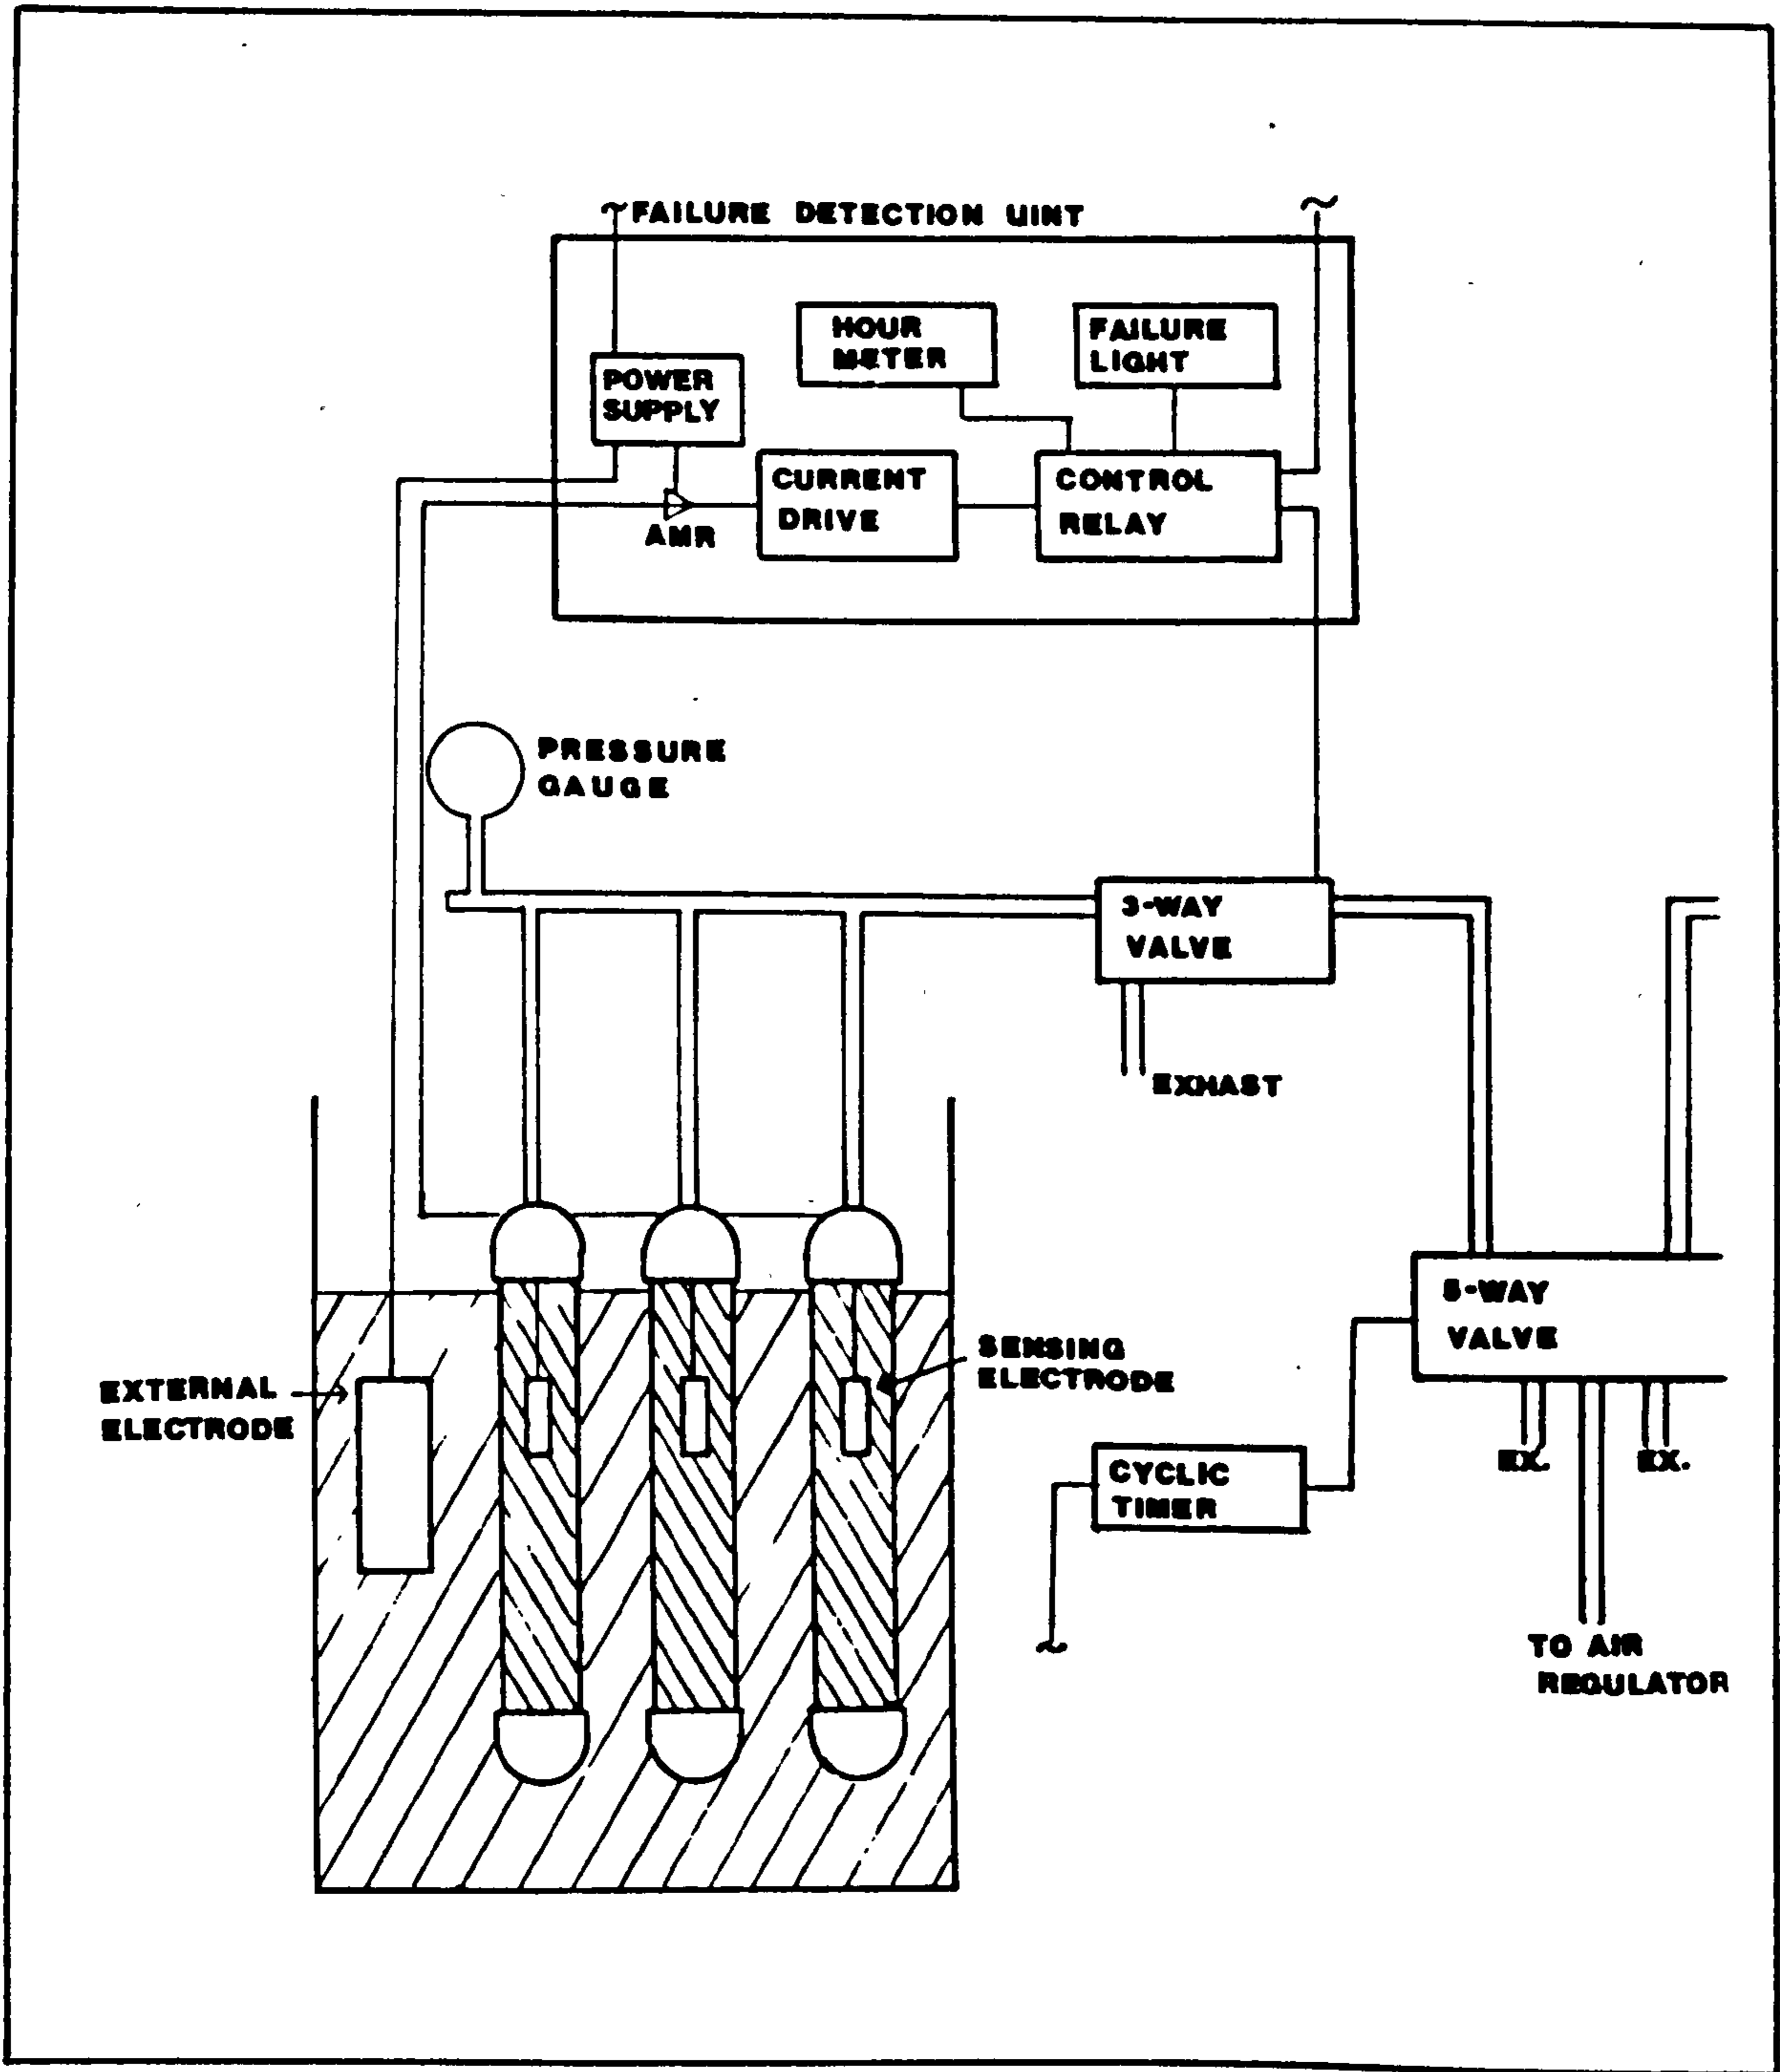 FAILURE DETECTION UINT
HOUR
METER
FAILURE
LIGHT
POWER
SUPPLY
CURRENT
DRIVE
CONTROL
RELAY
AMR
PRESSURE
GAUGE
3-WAY
VALVE
EXHAST
5-WAY
VALVE
SENSING
ELECTRODE
EXTERNAL
ELECTRODE
CYCLIC
TIMER
EX.
EX.
TO AIR
REGULATOR